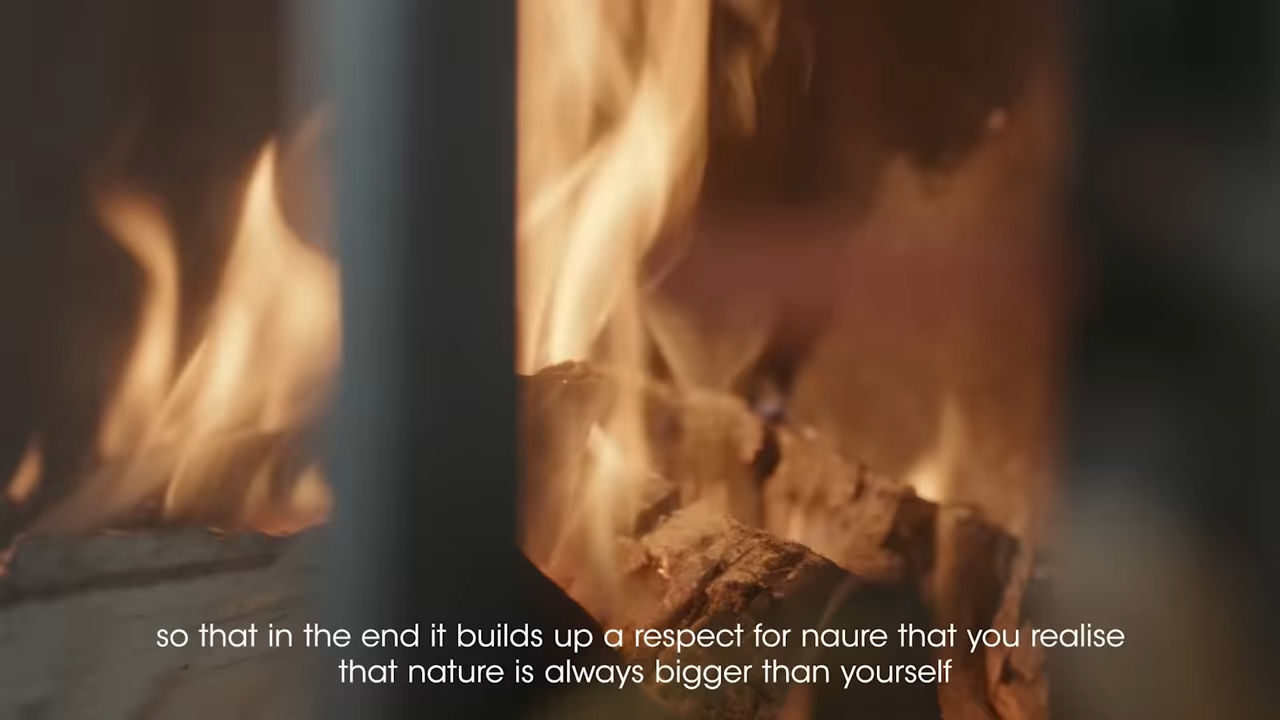 so that in the end it builds up a respect for naure that you realise
that nature is always bigger than yourself